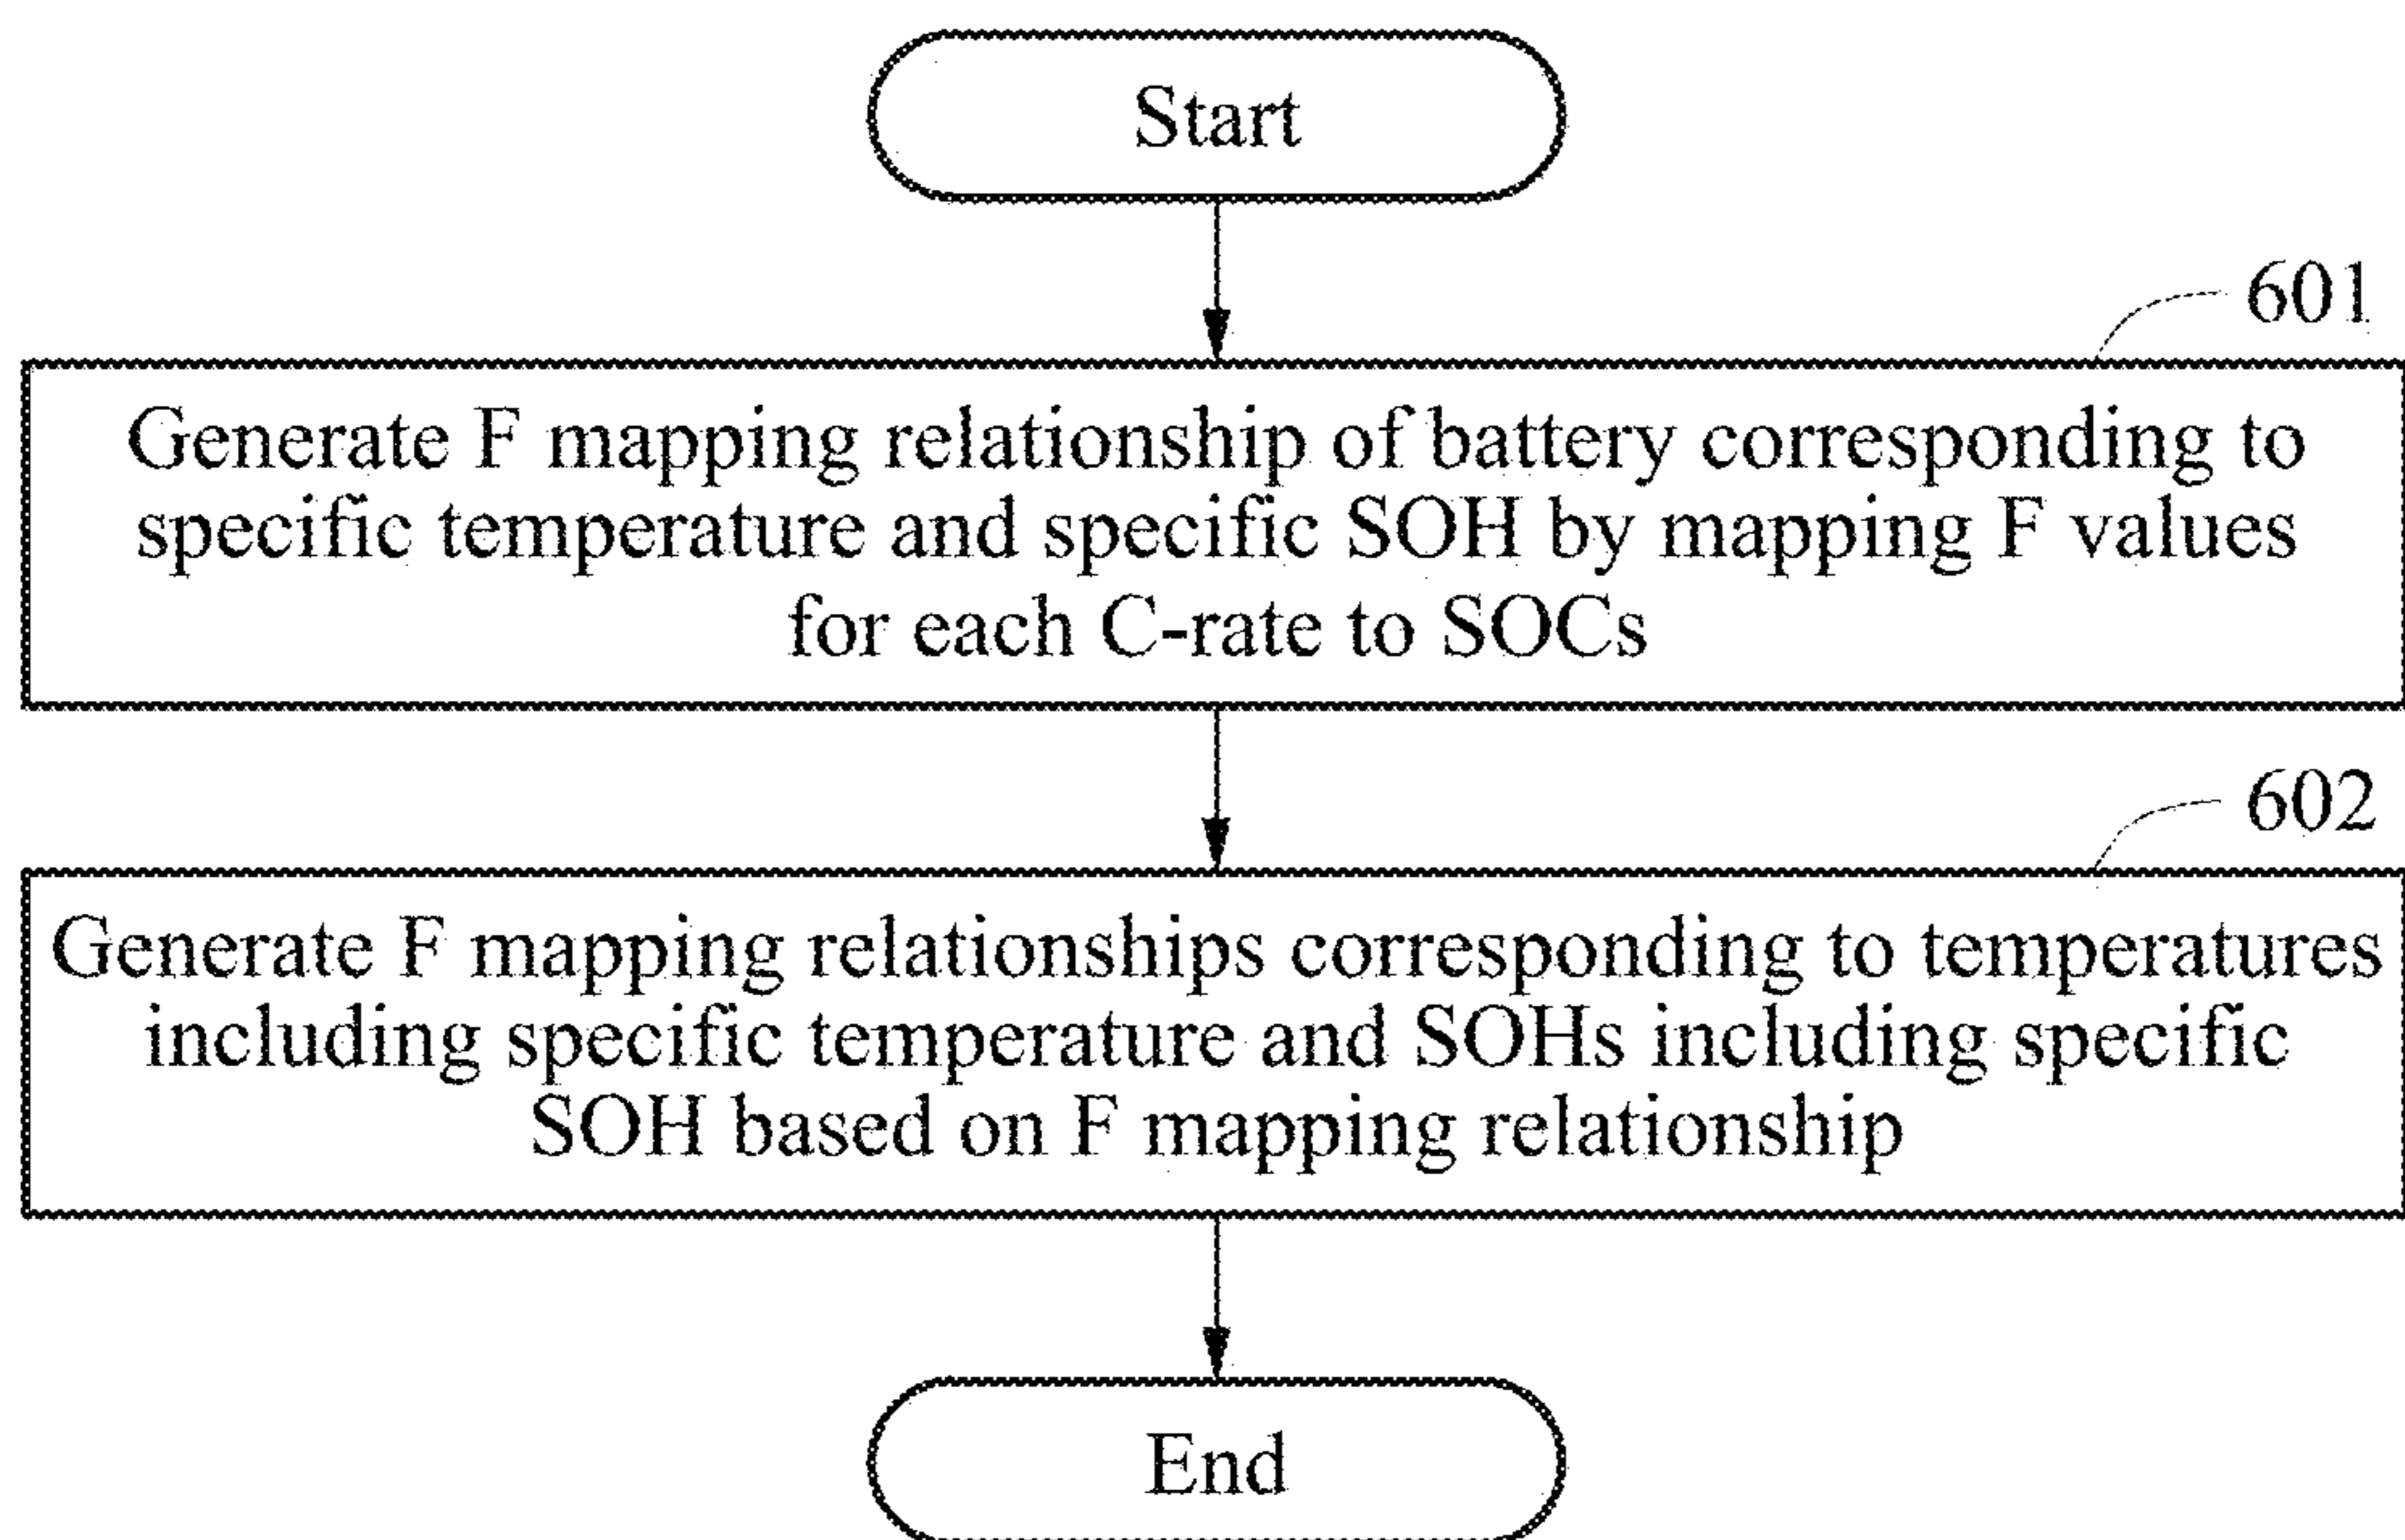 Start
601
Generate F mapping relationship of battery corresponding to
specific temperature and specific SOH by mapping F values
for each C-rate to SOCs
602
Generate F mapping relationships corresponding to temperatures
including specific temperature and SOHs including specific
SOH based on F mapping relationship
End